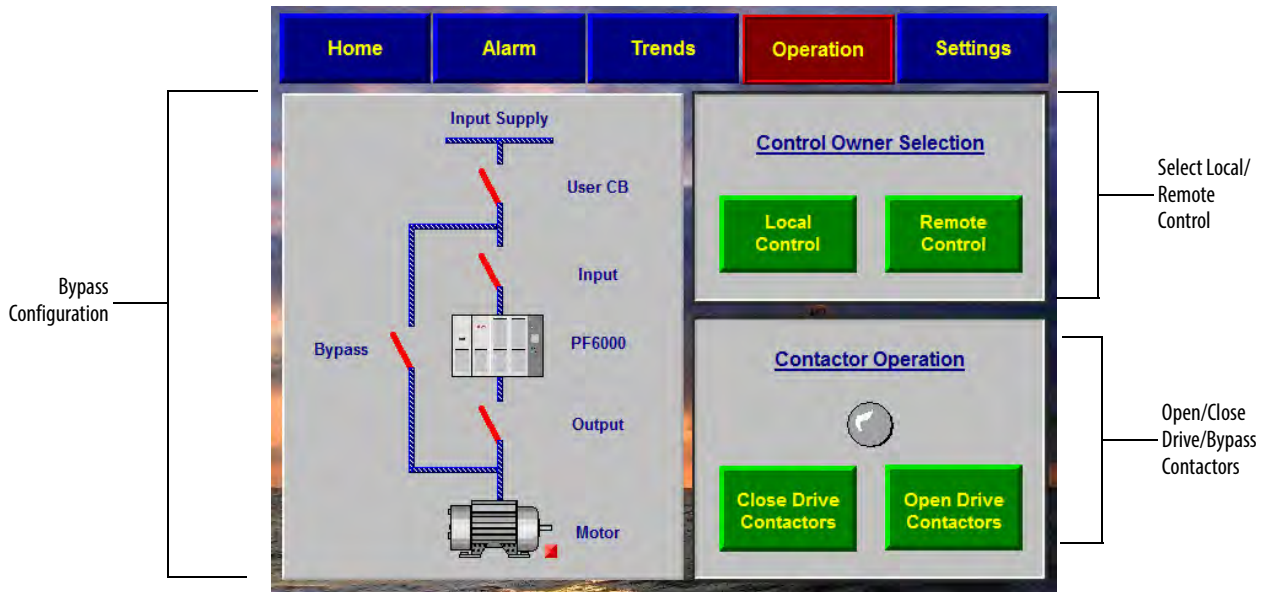 Home
Alarm
Trends
Operation
Settings
Bypass
Configuration
Input Supply
User CB
Input
PF6000
Bypass
Output
Motor
Control Owner Selection
Local
Control
Remote
Control
Contactor Operation
Close Drive
Contactors
Open Drive
Contactors
Select Local/
Remote
Control
Open/Close
Drive/Bypass
Contactors